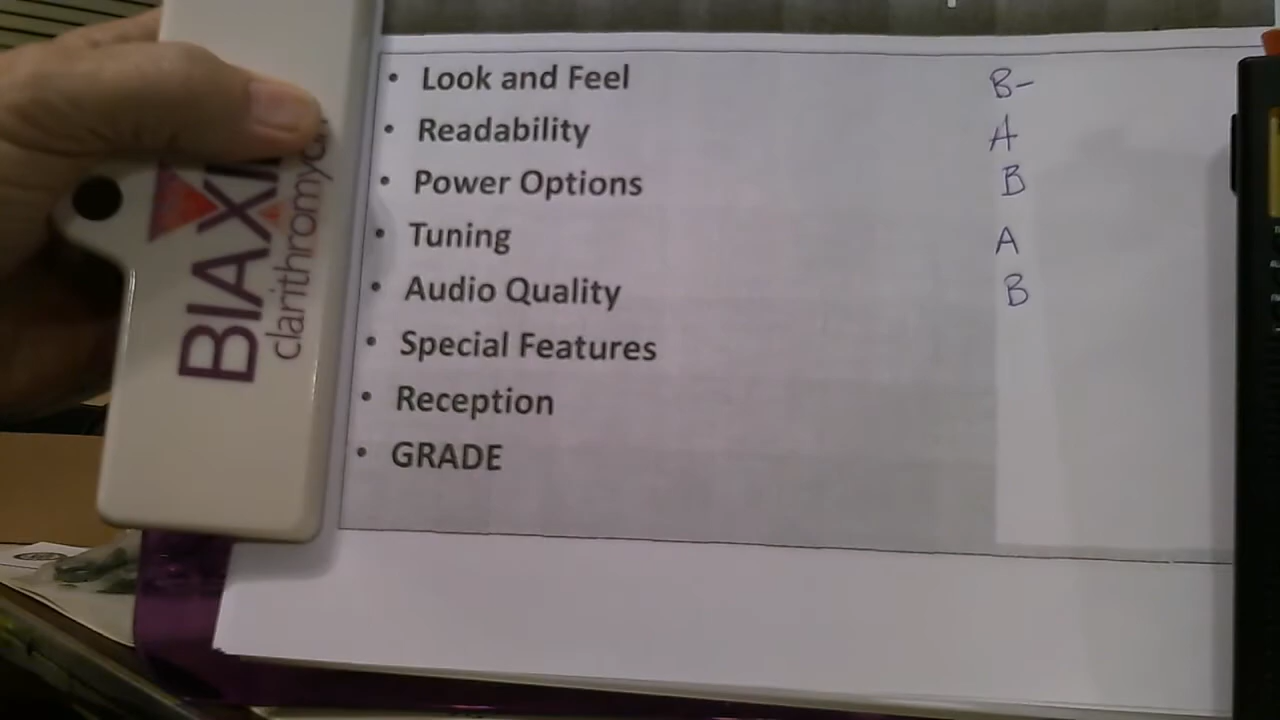 • Look and Feel B-
• Readability A
• Power Options B
• Tuning A
• Audio Quality B
• Special Features
• Reception
• GRADE
BIAXI
clarithromyc